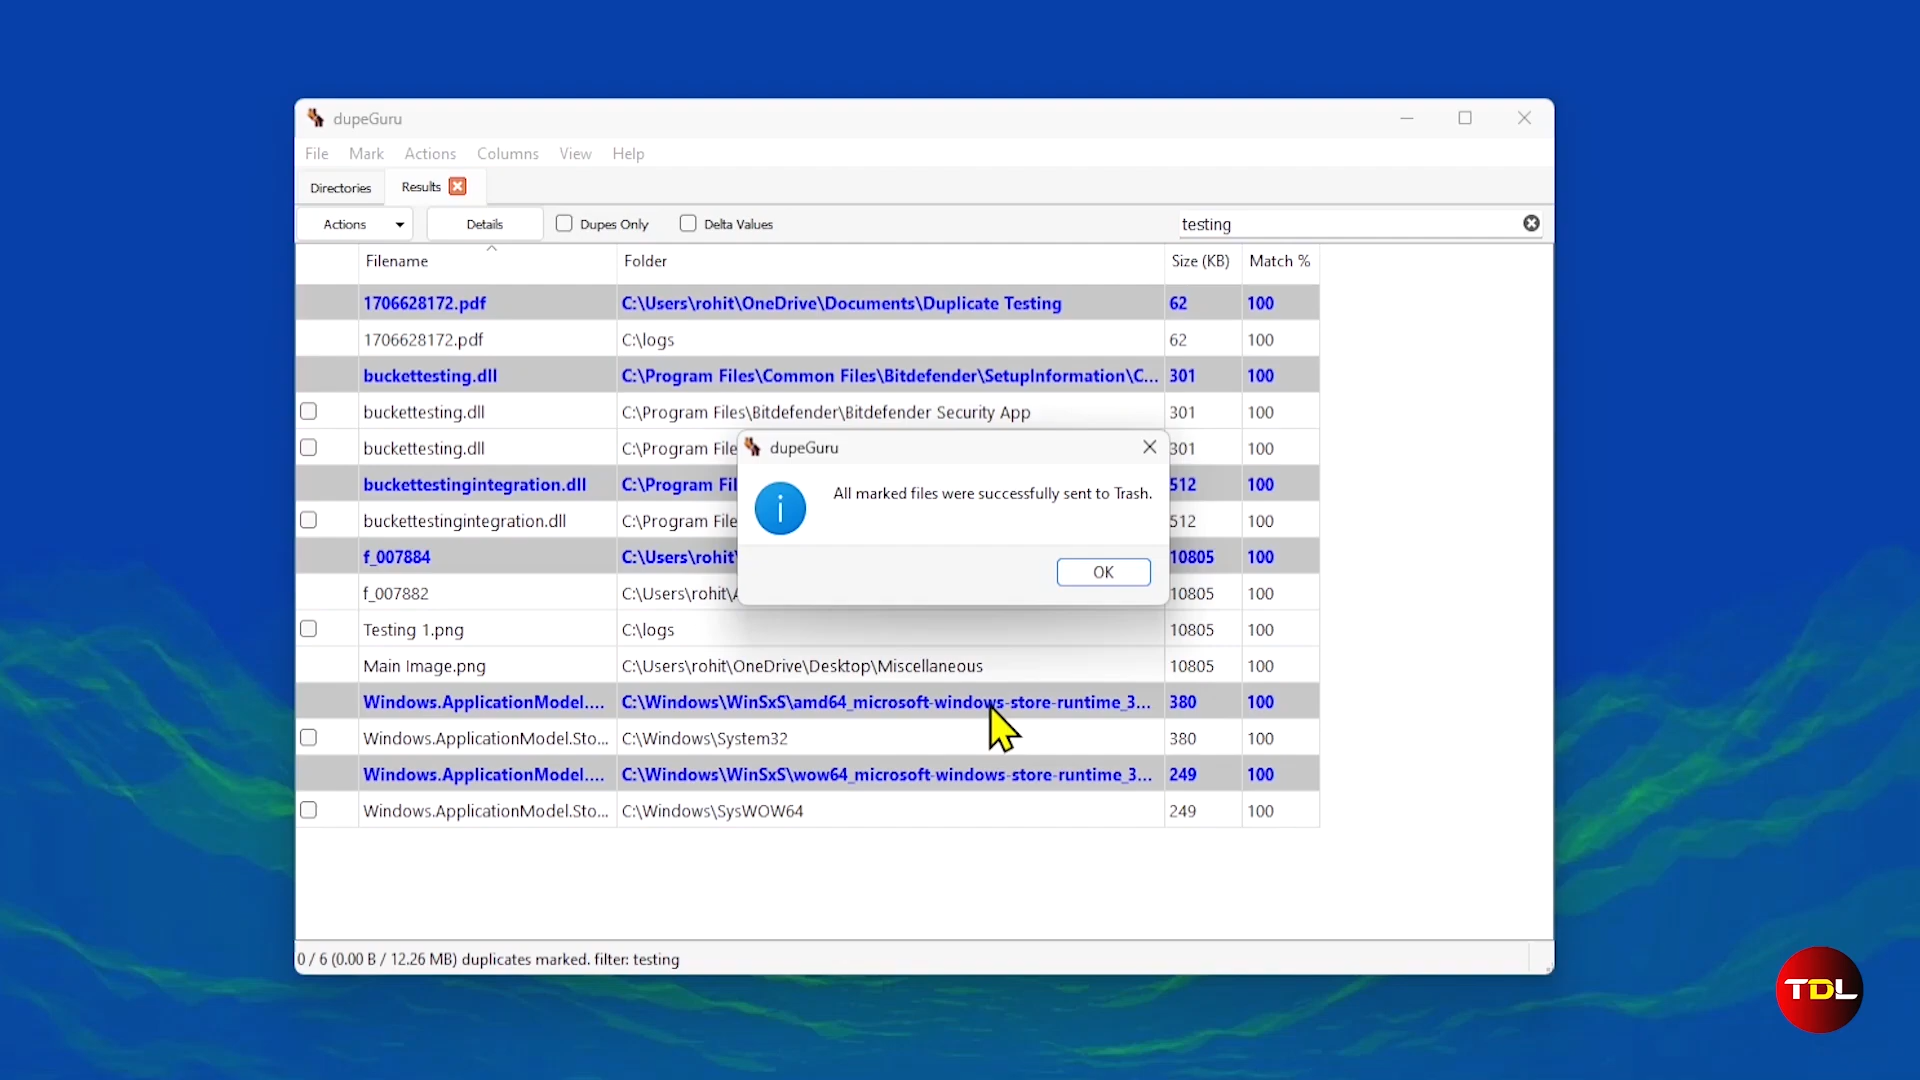 dupeGuru
File Mark Actions Columns View Help
Directories Results
Actions Details Dupes Only Delta Values testing
Filename Folder Size (KB) Match %
1706628172.pdf C:\Users\rohit\OneDrive\Documents\Duplicate Testing 62 100
1706628172.pdf C:\logs 62 100
buckettesting.dll C:\Program Files\Common Files\Bitdefender\SetupInformation\C... 301 100
buckettesting.dll C:\Program Files\Bitdefender\Bitdefender Security App 301 100
buckettesting.dll C:\Program File 301 100
buckettestingintegration.dll C:\Program Fil 512 100
buckettestingintegration.dll C:\Program File 512 100
f_007884 C:\Users\rohit\ 10805 100
f_007882 C:\Users\rohit\A 10805 100
Testing 1.png C:\logs 10805 100
Main Image.png C:\Users\rohit\OneDrive\Desktop\Miscellaneous 10805 100
Windows.ApplicationModel.... C:\Windows\WinSxS\amd64_microsoft-windows-store-runtime_3... 380 100
Windows.ApplicationModel.Sto... C:\Windows\System32 380 100
Windows.ApplicationModel.... C:\Windows\WinSxS\wow64_microsoft-windows-store-runtime_3... 249 100
Windows.ApplicationModel.Sto... C:\Windows\SysWOW64 249 100
dupeGuru
All marked files were successfully sent to Trash.
OK
0 / 6 (0.00 B / 12.26 MB) duplicates marked. filter: testing
TDL